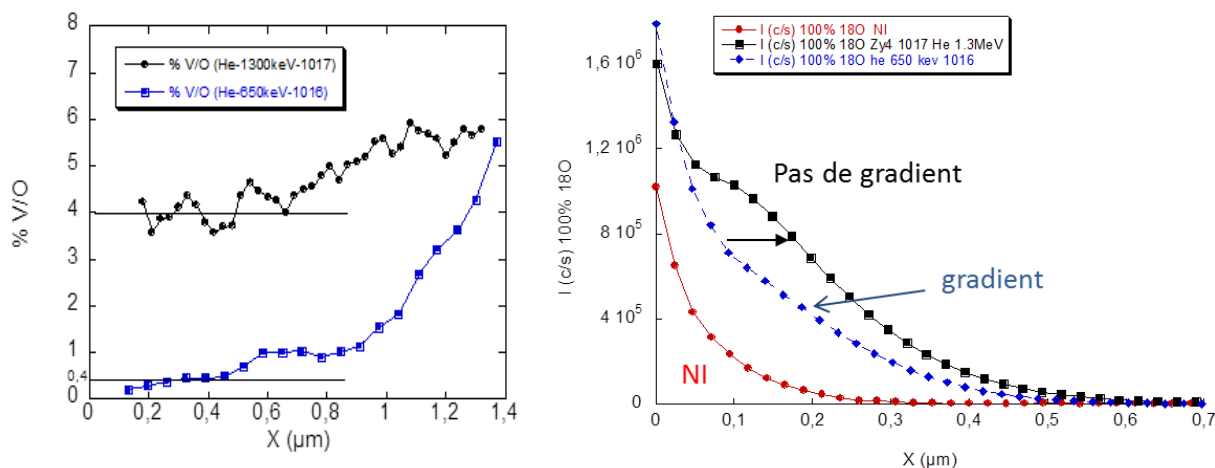 8
7
6
5
4
3
2
1
0,4
0
% V/O
% V/O (He-1300keV-1017)
% V/O (He-650keV-1016)
0
0,2
0,4
0,6
0,8
1
1,2
1,4
X (µm)
I (c/s) 100% 18O NI
I (c/s) 100% 18O Zy4 1017 He 1.3MeV
I (c/s) 100% 18O he 650 kev 1016
1,6 10⁶
1,2 10⁶
8 10⁵
4 10⁵
0
I (c/s) 100% 18O
Pas de gradient
gradient
NI
0
0,1
0,2
0,3
0,4
0,5
0,6
0,7
X (µm)